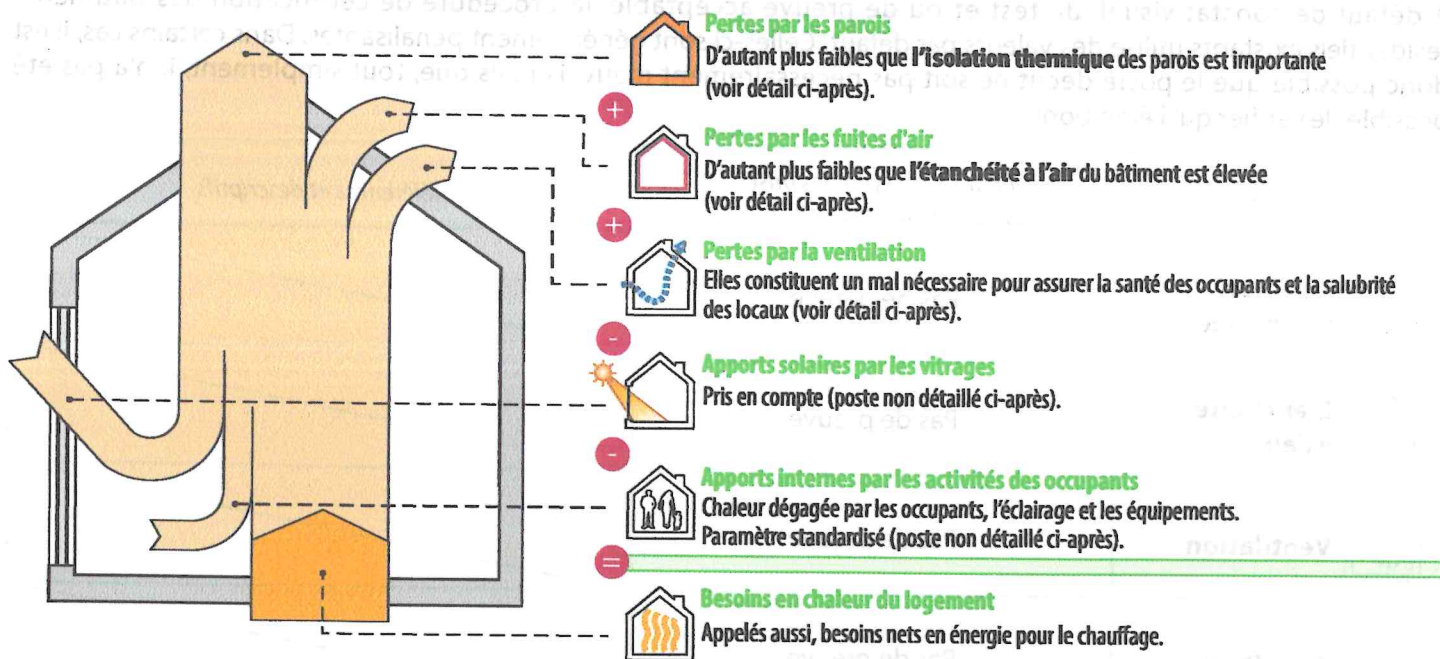 Pertes par les parois
D'autant plus faibles que l'isolation thermique des parois est importante
(voir détail ci-après).
+
Pertes par les fuites d'air
D'autant plus faibles que l'étanchéité à l'air du bâtiment est élevée
(voir détail ci-après).
+
Pertes par la ventilation
Elles constituent un mal nécessaire pour assurer la santé des occupants et la salubrité
des locaux (voir détail ci-après).
-
Apports solaires par les vitrages
Pris en compte (poste non détaillé ci-après).
-
Apports internes par les activités des occupants
Chaleur dégagée par les occupants, l'éclairage et les équipements.
Paramètre standardisé (poste non détaillé ci-après).
=
Besoins en chaleur du logement
Appelés aussi, besoins nets en énergie pour le chauffage.
Pas de preuve
Ventilation